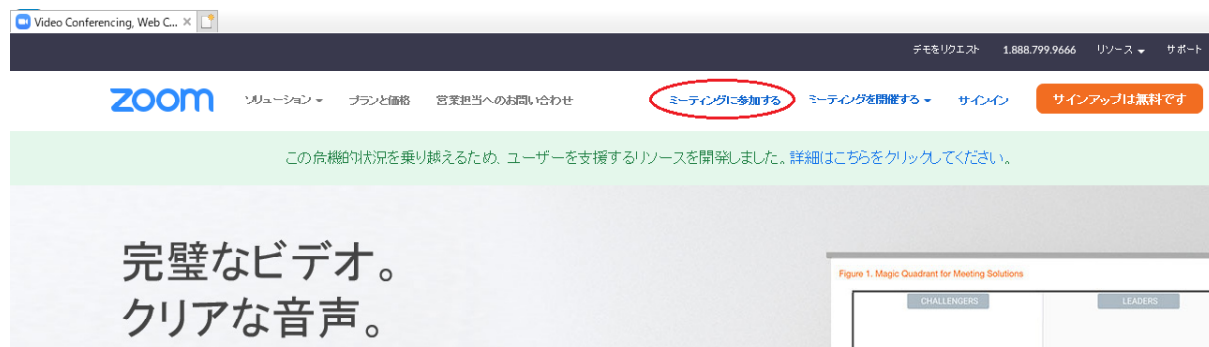 Video Conferencing, Web C...
デモをリクエスト 1.888.799.9666 リソース サポート
zoom ソリューション プランと価格 営業担当へのお問い合わせ ミーティングに参加する ミーティングを開催する サインイン サインアップは無料です
この危機的状況を乗り越えるため、ユーザーを支援するリソースを開発しました。詳細はこちらをクリックしてください。
完璧なビデオ。
クリアな音声。
Figure 1. Magic Quadrant for Meeting Solutions
CHALLENGERS LEADERS